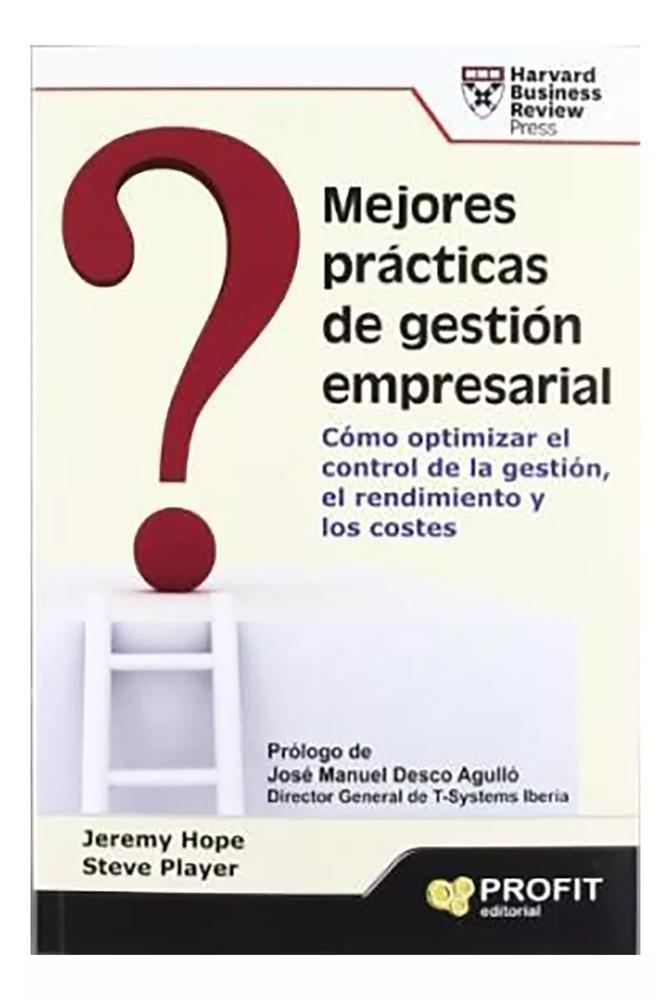 Harvard
Business
Review
Press
Mejores
prácticas
de gestión
empresarial
Cómo optimizar el
control de la gestión,
el rendimiento y
los costes
Prólogo de
José Manuel Desco Agulló
Director General de T-Systems Iberia
Jeremy Hope
Steve Player
PROFIT
editorial